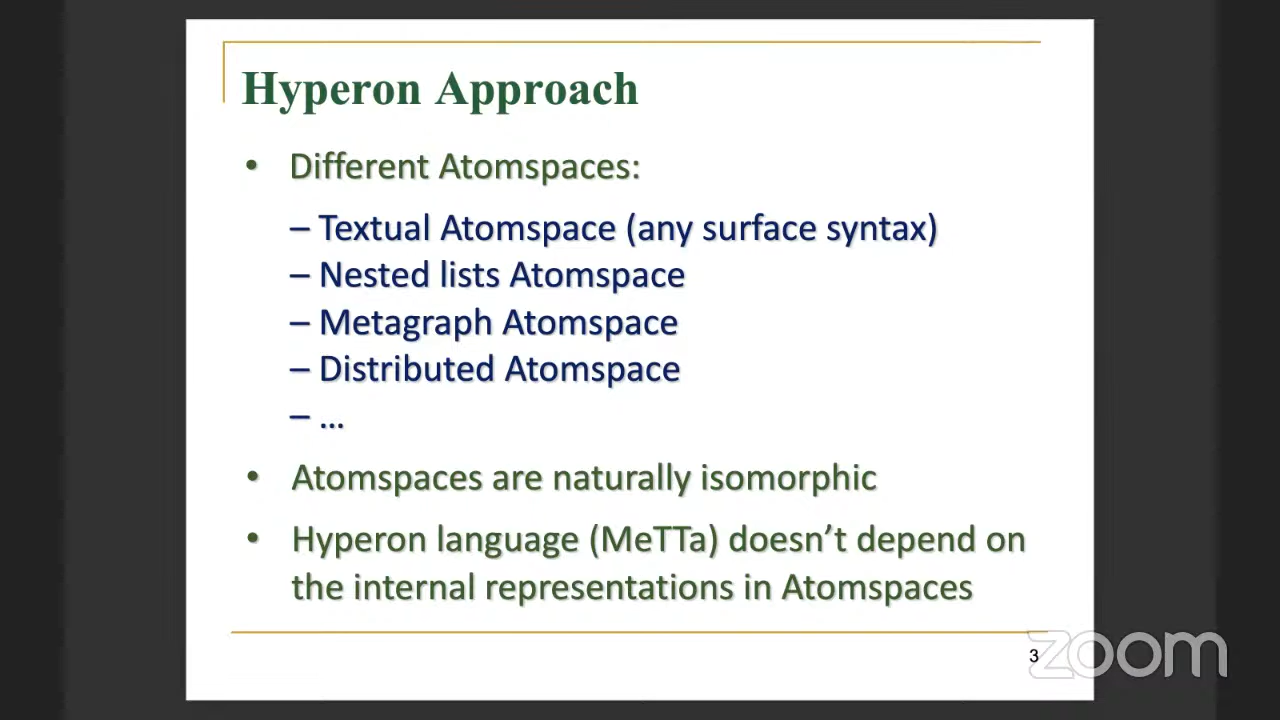 Hyperon Approach
• Different Atomspaces:
– Textual Atomspace (any surface syntax)
– Nested lists Atomspace
– Metagraph Atomspace
– Distributed Atomspace
– ...
• Atomspaces are naturally isomorphic
• Hyperon language (MeTTa) doesn’t depend on
the internal representations in Atomspaces
3
zoom